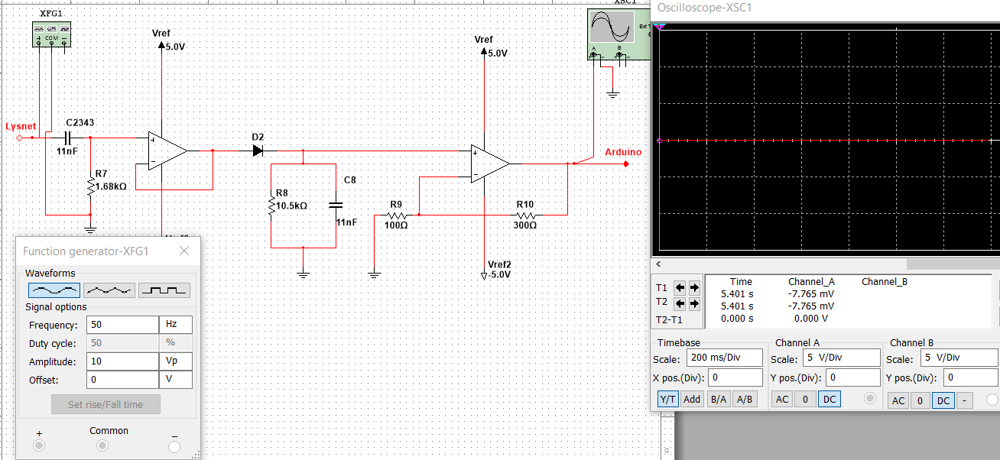 XFG1
COM
Vref
5.0V
Lysnet
C2343
11nF
R7
1.68kΩ
D2
R8
10.5kΩ
C8
11nF
Vref
5.0V
R9
100Ω
R10
300Ω
Arduino
Vref2
-5.0V
XSC1
Ext T
A
B
G
Function generator-XFG1
Waveforms
Signal options
Frequency: 50 Hz
Duty cycle: 50 %
Amplitude: 10 Vp
Offset: 0 V
Set rise/Fall time
+ Common –
Oscilloscope-XSC1
Time Channel_A Channel_B
T1 5.401 s -7.765 mV
T2 5.401 s -7.765 mV
T2-T1 0.000 s 0.000 V
Timebase Channel A Channel B
Scale: 200 ms/Div Scale: 5 V/Div Scale: 5 V/Div
X pos.(Div): 0 Y pos.(Div): 0 Y pos.(Div): 0
Y/T Add B/A A/B AC 0 DC AC 0 DC -